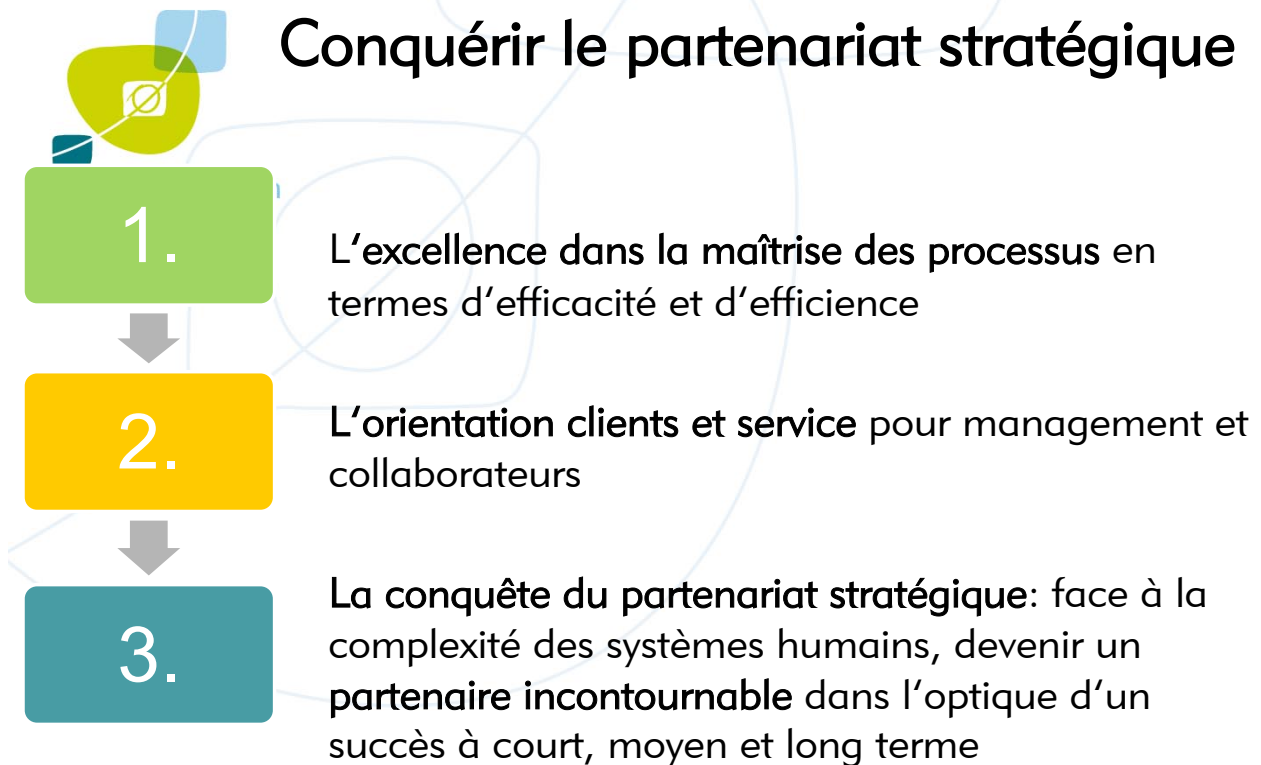 Conquérir le partenariat stratégique
1.
L‘excellence dans la maîtrise des processus en
termes d’efficacité et d’efficience
2.
L’orientation clients et service pour management et
collaborateurs
3.
La conquête du partenariat stratégique: face à la
complexité des systèmes humains, devenir un
partenaire incontournable dans l’optique d’un
succès à court, moyen et long terme